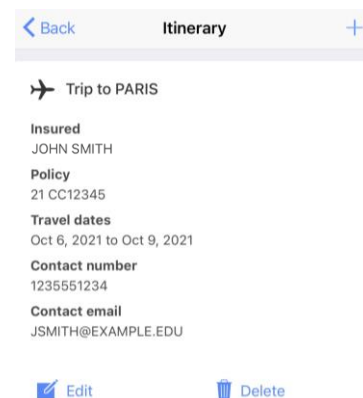 Back Itinerary +
Trip to PARIS
Insured
JOHN SMITH
Policy
21 CC12345
Travel dates
Oct 6, 2021 to Oct 9, 2021
Contact number
1235551234
Contact email
JSMITH@EXAMPLE.EDU
Edit Delete